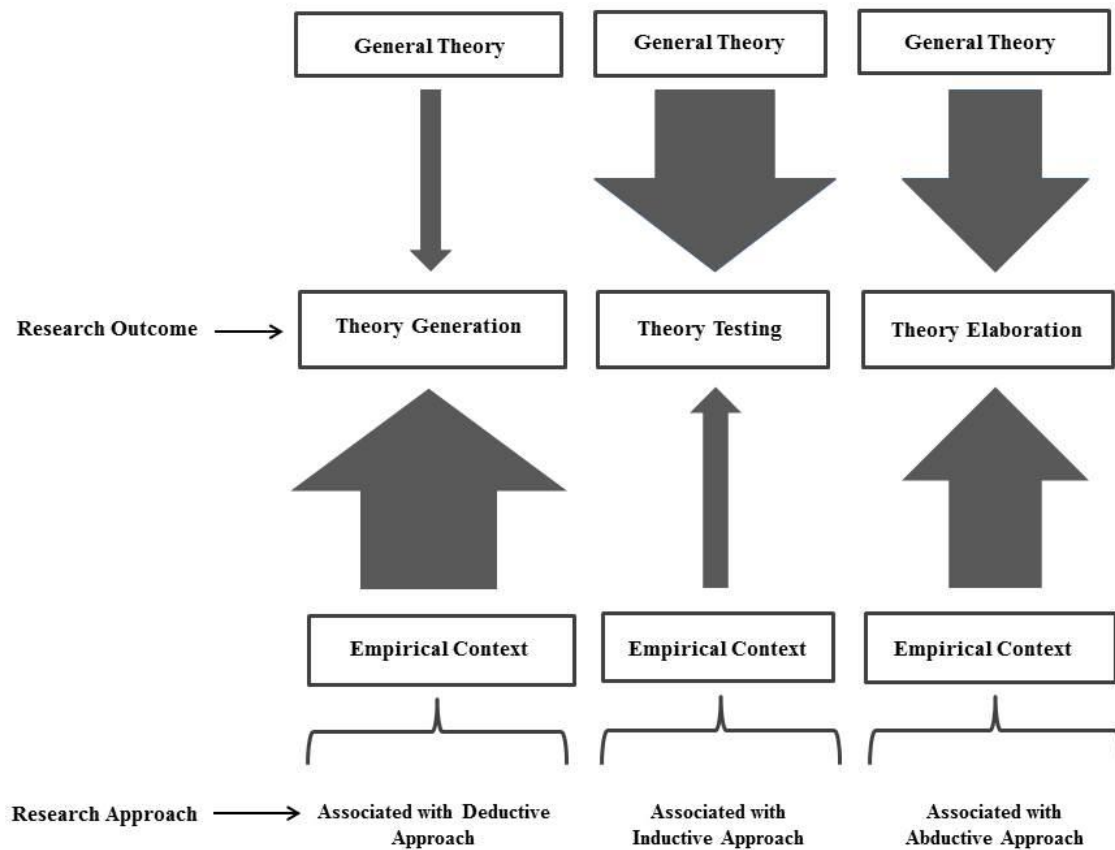 General Theory
General Theory
General Theory
Research Outcome
Theory Generation
Theory Testing
Theory Elaboration
Empirical Context
Empirical Context
Empirical Context
Research Approach
Associated with Deductive
Approach
Associated with
Inductive Approach
Associated with
Abductive Approach